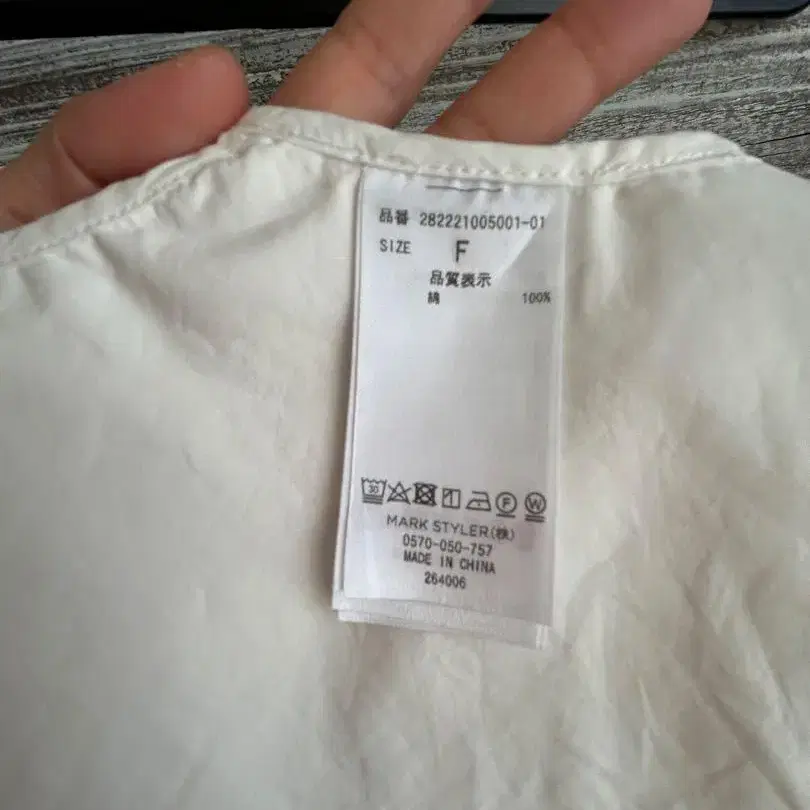 品番 282221005001-01
SIZE F
品質表示
綿 100%
30 F W
MARK STYLER(株)
0570-050-757
MADE IN CHINA
264006